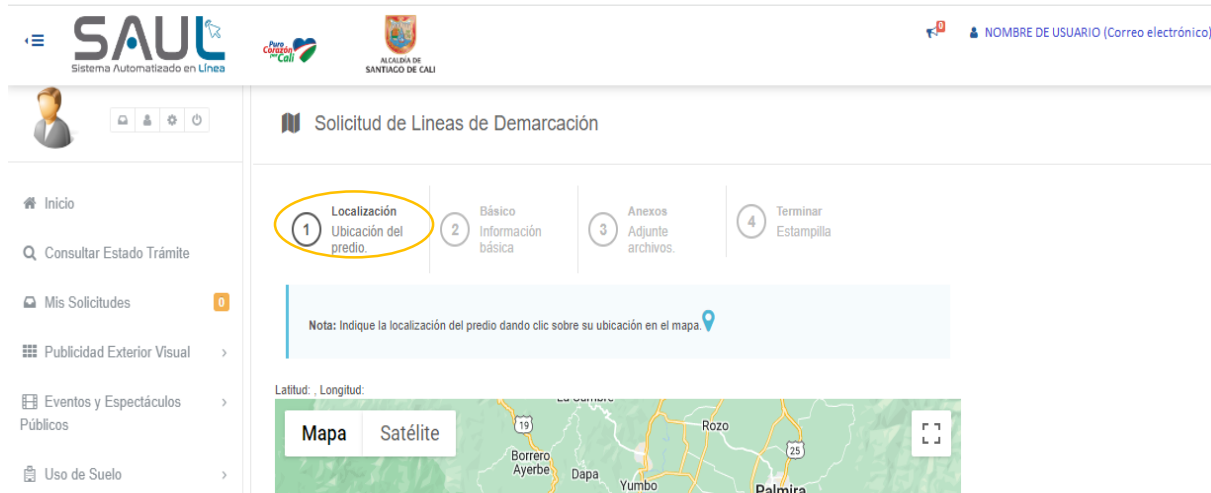 SAUL
Sistema Automatizado en Línea
Puro
Corazón
por Cali
ALCALDÍA DE
SANTIAGO DE CALI
0
NOMBRE DE USUARIO (Correo electrónico)
Solicitud de Lineas de Demarcación
Inicio
Consultar Estado Trámite
Mis Solicitudes
0
Publicidad Exterior Visual
Eventos y Espectáculos
Públicos
Uso de Suelo
1
Localización
Ubicación del
predio.
2
Básico
Información
básica
3
Anexos
Adjunte
archivos.
4
Terminar
Estampilla
Nota: Indique la localización del predio dando clic sobre su ubicación en el mapa.
Latitud: , Longitud:
Mapa
Satélite
La Cumbre
19
Rozo
25
Borrero
Ayerbe
Dapa
Yumbo
Palmira